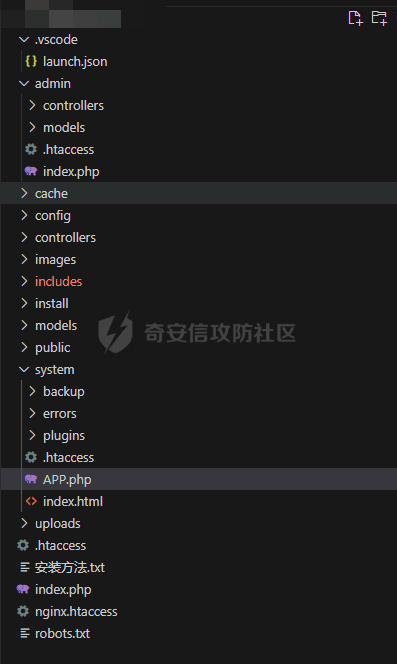 .vscode
launch.json
admin
controllers
models
.htaccess
index.php
cache
config
controllers
images
includes
install
models
public
奇安信攻防社区
system
backup
errors
plugins
.htaccess
APP.php
index.html
uploads
.htaccess
安装方法.txt
index.php
nginx.htaccess
robots.txt